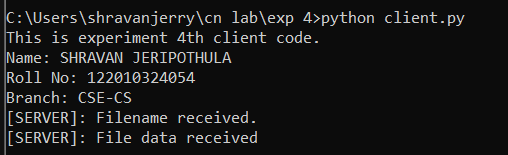 C:\Users\shravanjerry\cn lab\exp 4>python client.py
This is experiment 4th client code.
Name: SHRAVAN JERIPOTHULA
Roll No: 122010324054
Branch: CSE-CS
[SERVER]: Filename received.
[SERVER]: File data received